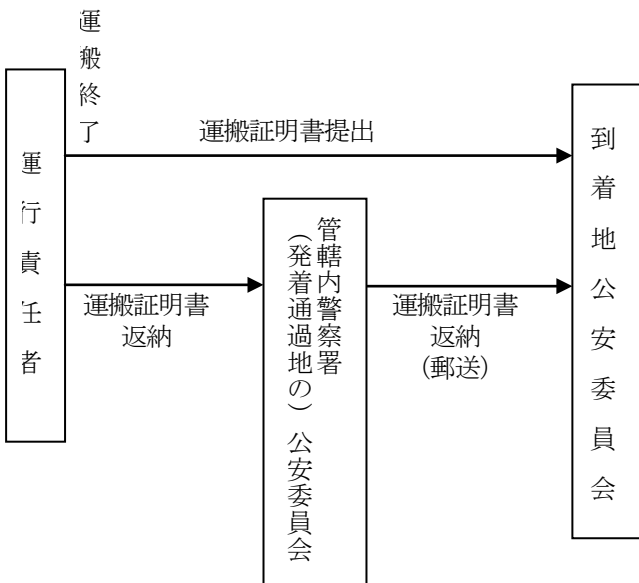 運搬終了
運行責任者
運搬証明書提出
到着地公安委員会
運搬証明書
返納
管轄内警察署
（発着通過地の）公安委員会
運搬証明書
返納
（郵送）